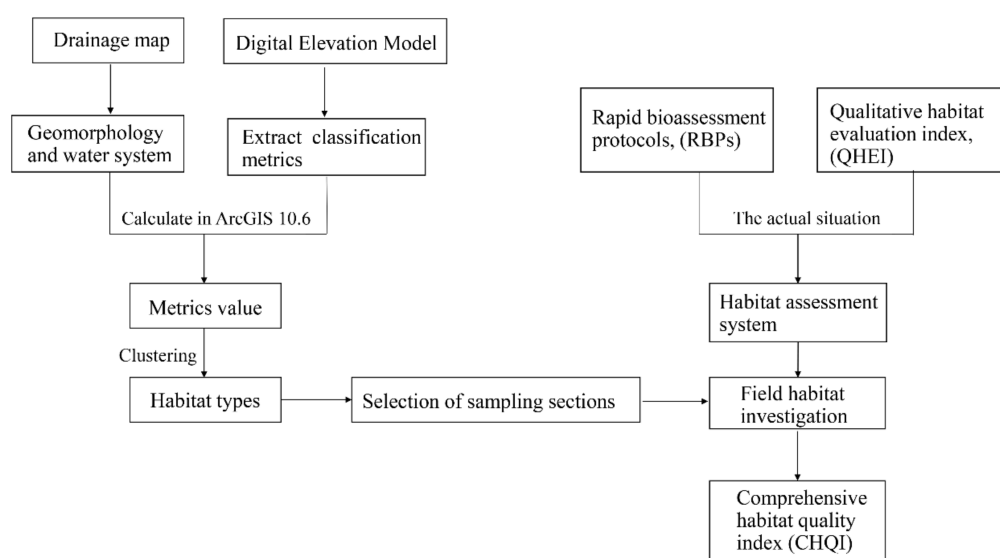 Drainage map
Digital Elevation Model
Geomorphology
and water system
Extract classification
metrics
Rapid bioassessment
protocols, (RBPs)
Qualitative habitat
evaluation index,
(QHEI)
Calculate in ArcGIS 10.6
The actual situation
Metrics value
Habitat assessment
system
Clustering
Habitat types
Selection of sampling sections
Field habitat
investigation
Comprehensive
habitat quality
index (CHQI)